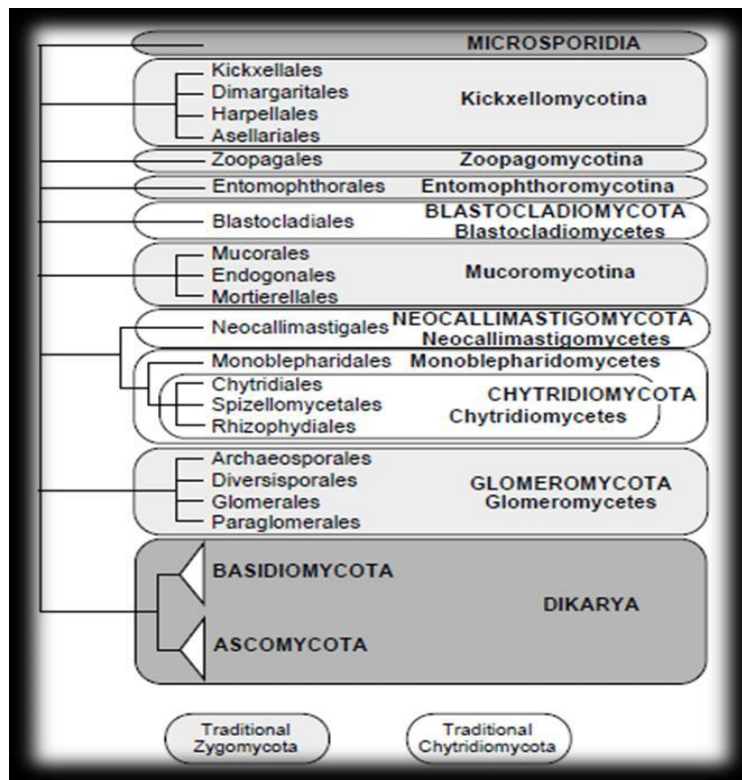 MICROSPORIDIA
Kickxellales
Dimargaritales
Harpellales
Asellariales
Kickxellomycotina
Zoopagales Zoopagomycotina
Entomophthorales Entomophthoromycotina
Blastocladiales
BLASTOCLADIOMYCOTA
Blastocladiomycetes
Mucorales
Endogonales
Mortierellales
Mucoromycotina
Neocallimastigales
NEOCALLIMASTIGOMYCOTA
Neocallimastigomycetes
Monoblepharidales Monoblepharidomycetes
Chytridiales
Spizellomycetales
Rhizophydiales
CHYTRIDIOMYCOTA
Chytridiomycetes
Archaeosporales
Diversisporales
Glomerales
Paraglomerales
GLOMEROMYCOTA
Glomeromycetes
BASIDIOMYCOTA
ASCOMYCOTA
DIKARYA
Traditional
Zygomycota
Traditional
Chytridiomycota